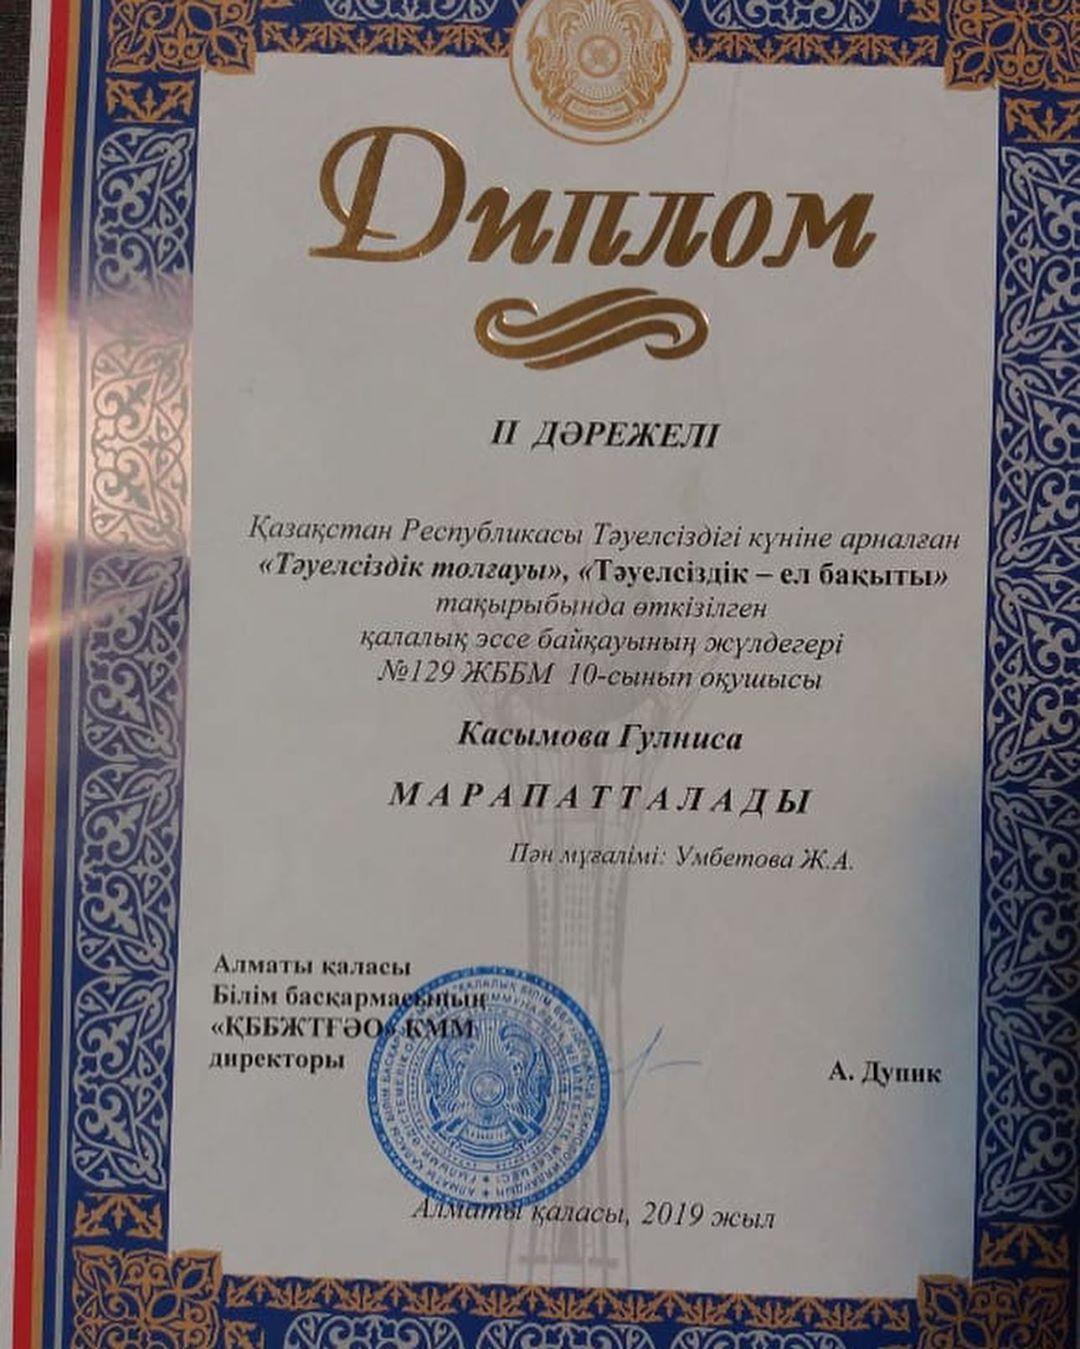 Диплом
ІІ ДӘРЕЖЕЛІ
Қазақстан Республикасы Тәуелсіздігі күніне арналған
«Тәуелсіздік толғауы», «Тәуелсіздік – ел бақыты»
тақырыбында өткізілген
қалалық эссе байқауының жүлдегері
№129 ЖББМ 10-сынып оқушысы
Касымова Гулниса
МАРАПАТТАЛАДЫ
Пән мұғалімі: Умбетова Ж.А.
Алматы қаласы
Білім басқармасының
«ҚББЖТҒӘО» КММ
директоры
А. Дупик
Алматы қаласы, 2019 жыл